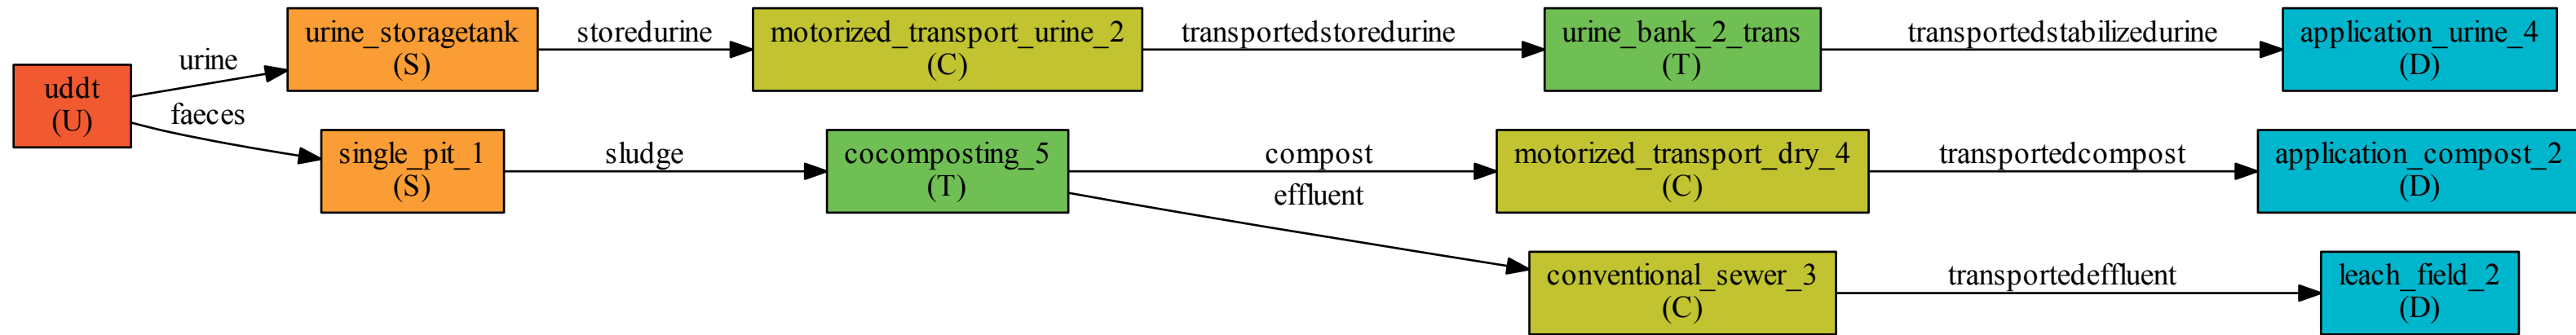 uddt
(U)
urine
faeces
urine_storagetank
(S)
storedurine
motorized_transport_urine_2
(C)
transportedstoredurine
urine_bank_2_trans
(T)
transportedstabilizedurine
application_urine_4
(D)
single_pit_1
(S)
sludge
cocomposting_5
(T)
compost
effluent
motorized_transport_dry_4
(C)
transportedcompost
application_compost_2
(D)
conventional_sewer_3
(C)
transportedeffluent
leach_field_2
(D)